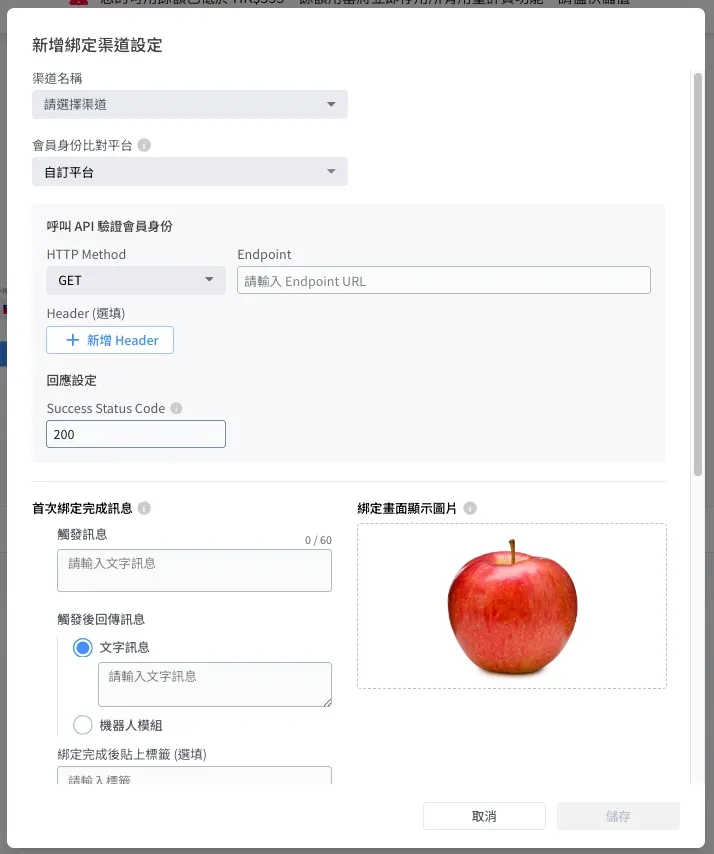 新增綁定渠道設定
渠道名稱
請選擇渠道
會員身份比對平台
自訂平台
呼叫 API 驗證會員身份
HTTP Method
Endpoint
GET
請輸入 Endpoint URL
Header (選填)
+ 新增 Header
回應設定
Success Status Code
200
首次綁定完成訊息
觸發訊息
0 / 60
請輸入文字訊息
觸發後回傳訊息
文字訊息
請輸入文字訊息
機器人模組
綁定完成後貼上標籤 (選填)
請輸入標籤
綁定畫面顯示圖片
取消
儲存